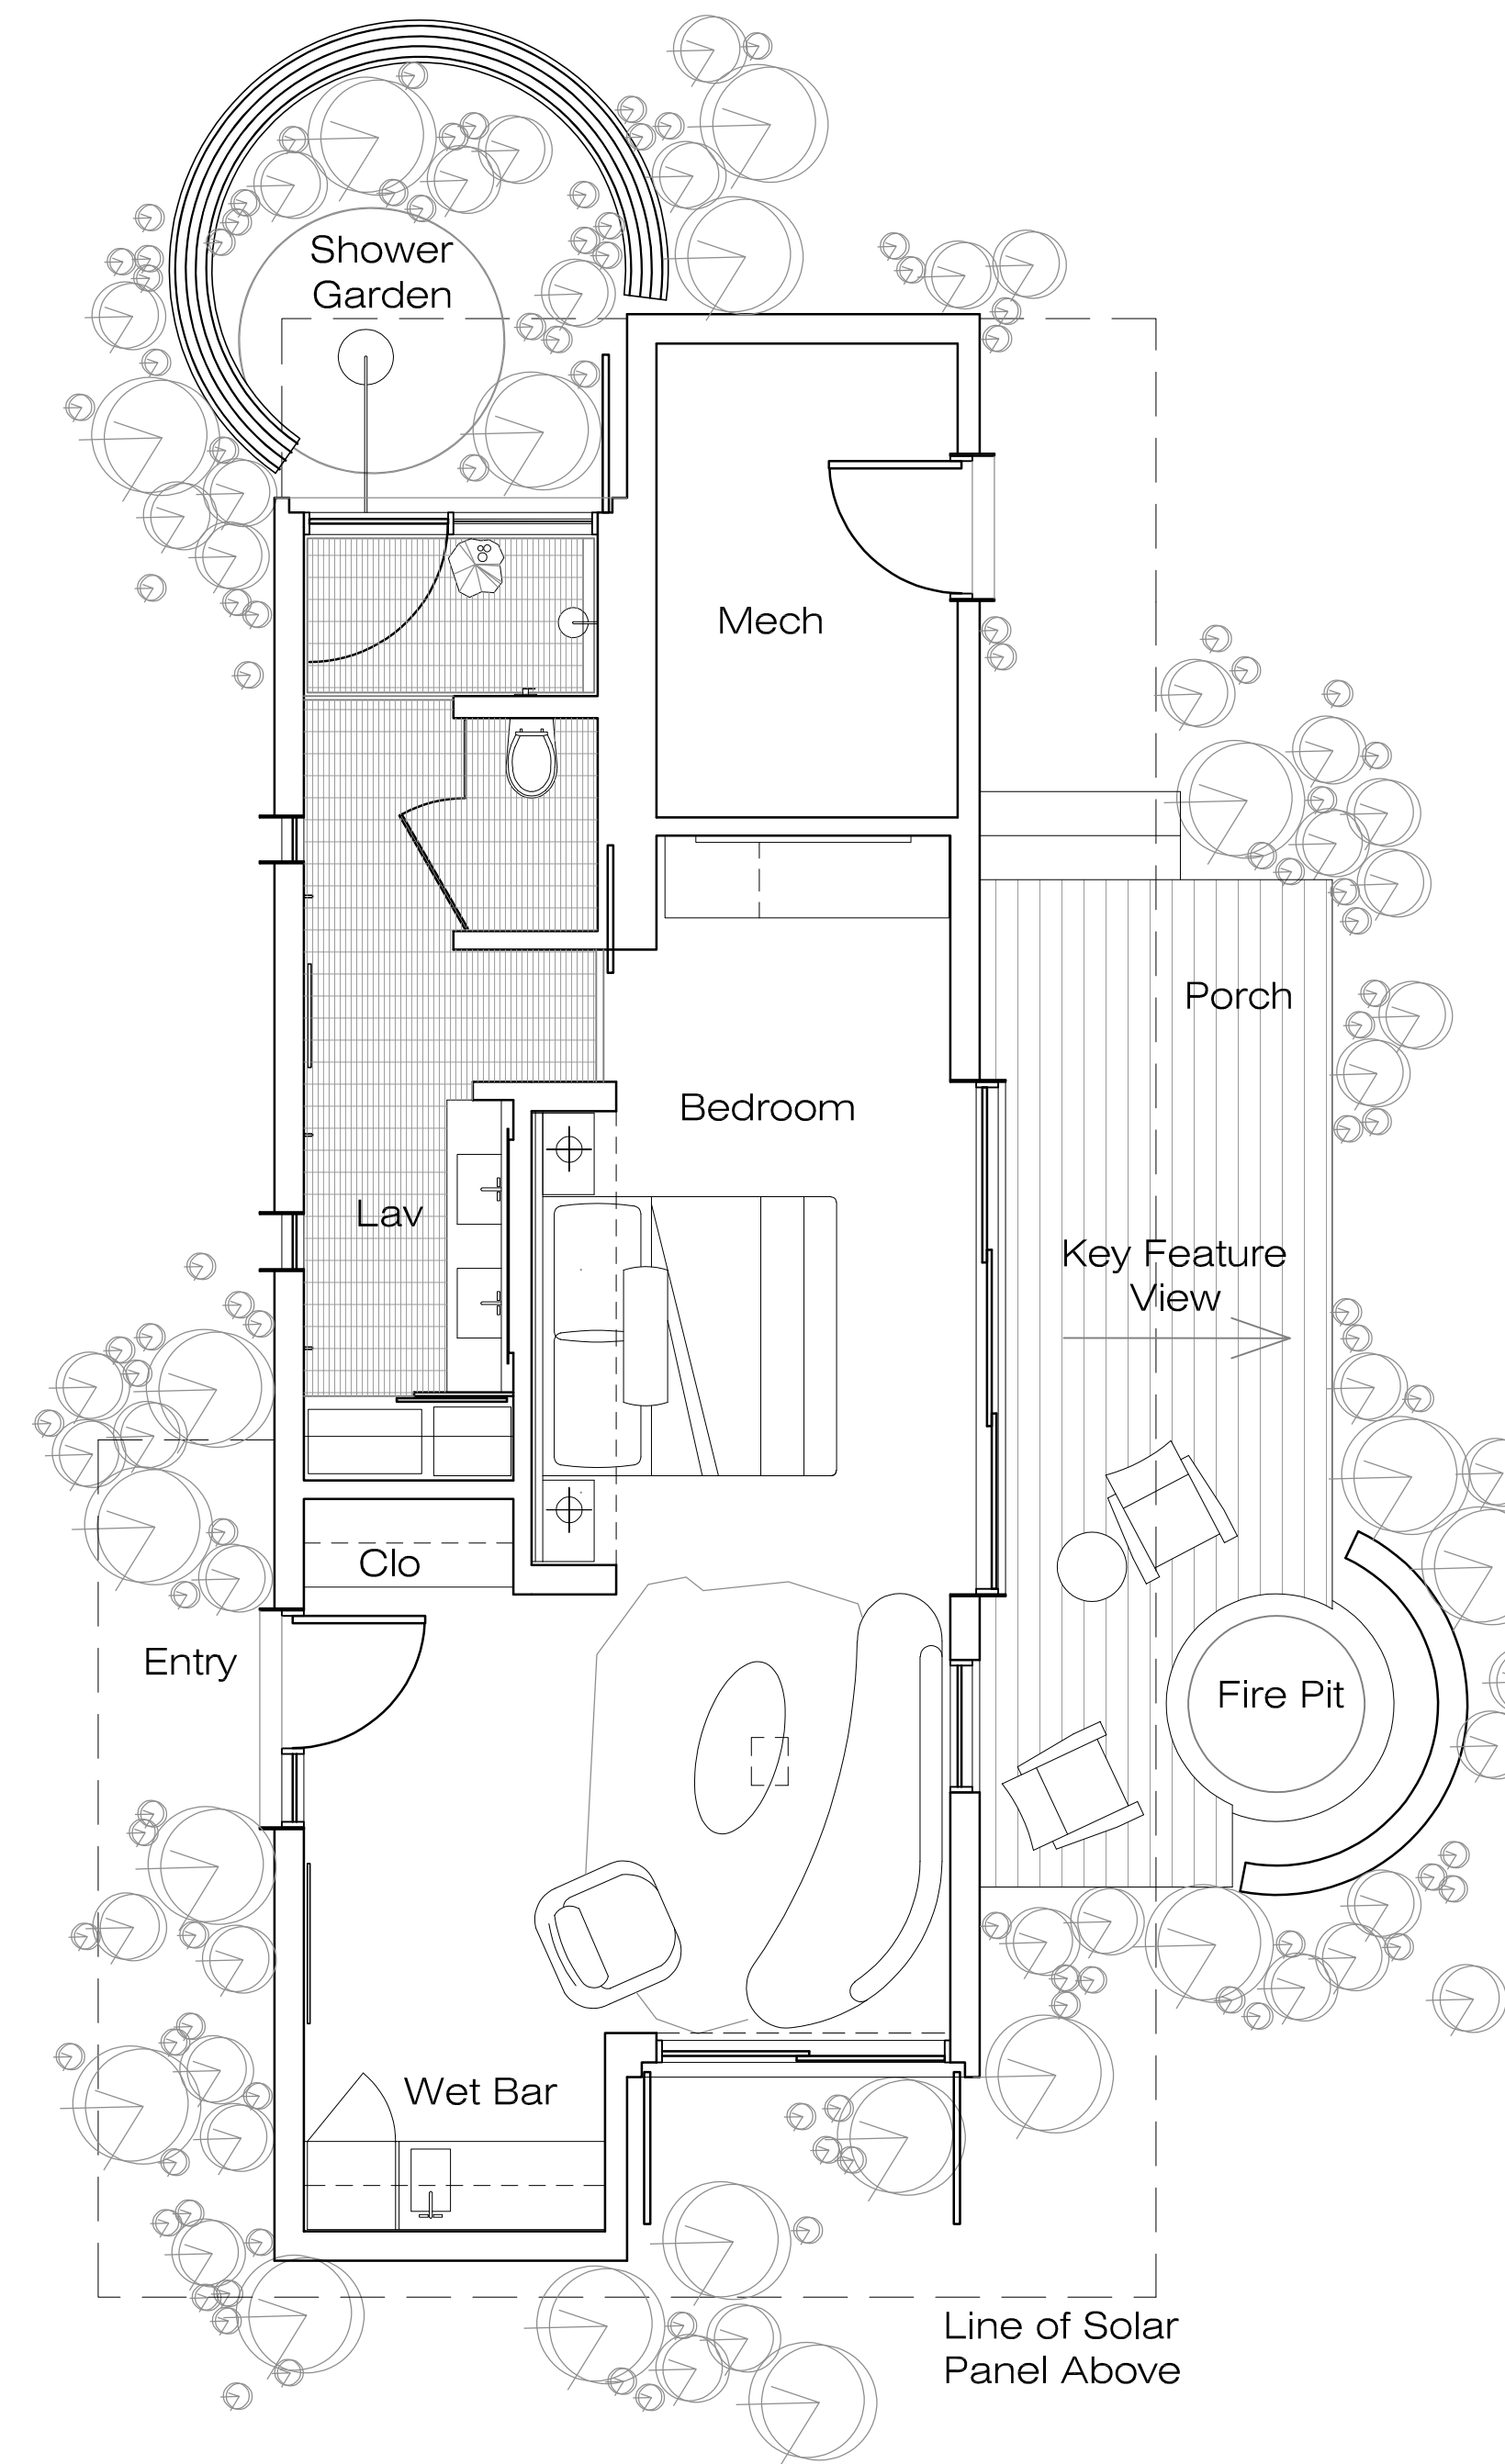 Shower
Garden
Mech
Porch
Bedroom
Lav
Key Feature
View
Clo
Entry
Fire Pit
Wet Bar
Line of Solar
Panel Above